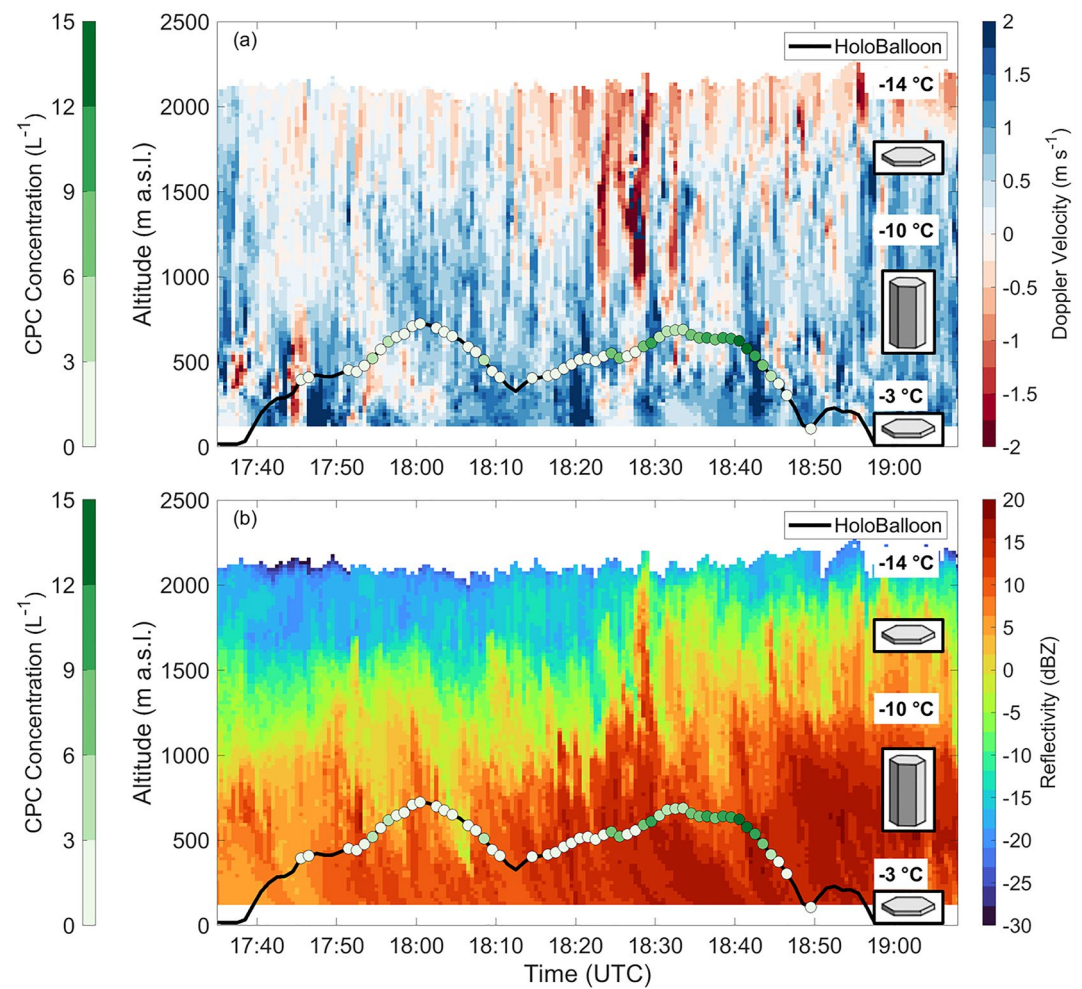 (a)
HoloBalloon
CPC Concentration (L⁻¹)
15
12
9
6
3
0
Altitude (m a.s.l.)
2500
2000
1500
1000
500
0
-14 °C
-10 °C
-3 °C
2
1.5
1
0.5
0
-0.5
-1
-1.5
-2
Doppler Velocity (m s⁻¹)
17:40 17:50 18:00 18:10 18:20 18:30 18:40 18:50 19:00
(b)
HoloBalloon
CPC Concentration (L⁻¹)
15
12
9
6
3
0
Altitude (m a.s.l.)
2500
2000
1500
1000
500
0
-14 °C
-10 °C
-3 °C
20
15
10
5
0
-5
-10
-15
-20
-25
-30
Reflectivity (dBZ)
17:40 17:50 18:00 18:10 18:20 18:30 18:40 18:50 19:00
Time (UTC)